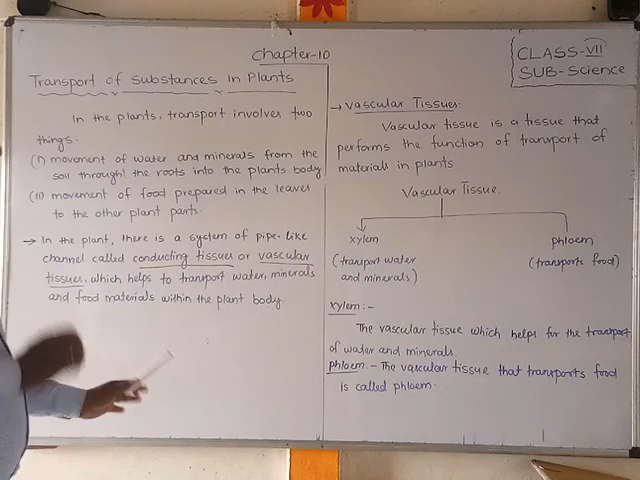 Chapter-10
CLASS-VII
SUB-Science
Transport of substances in Plants
In the plants, transport involves two
things.
(i) movement of water and minerals from the
soil through the roots into the plants body
(ii) movement of food prepared in the leaves
to the other plant parts.
→ In the plant, there is a system of pipe-like
channel called conducting tissues or vascular
tissues, which helps to transport water, minerals
and food materials within the plant body
→ Vascular Tissues:
Vascular tissue is a tissue that
performs the function of transport of
materials in plants
Vascular Tissue.
xylem
(transport water
and minerals)
phloem
(transports food)
Xylem:-
The vascular tissue which helps for the transport
of water and minerals.
Phloem:- The vascular tissue that transports food
is called phloem.